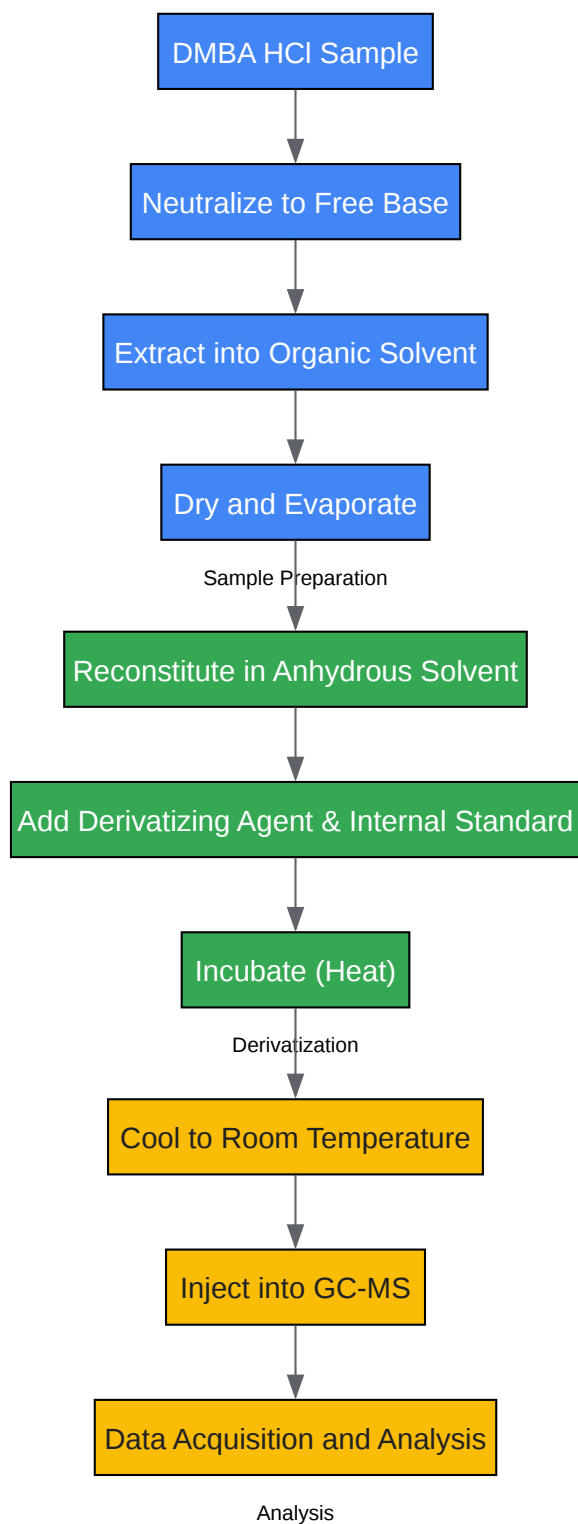 DMBA HCl Sample
Neutralize to Free Base
Extract into Organic Solvent
Dry and Evaporate
Sample Preparation
Reconstitute in Anhydrous Solvent
Add Derivatizing Agent & Internal Standard
Incubate (Heat)
Derivatization
Cool to Room Temperature
Inject into GC-MS
Data Acquisition and Analysis
Analysis